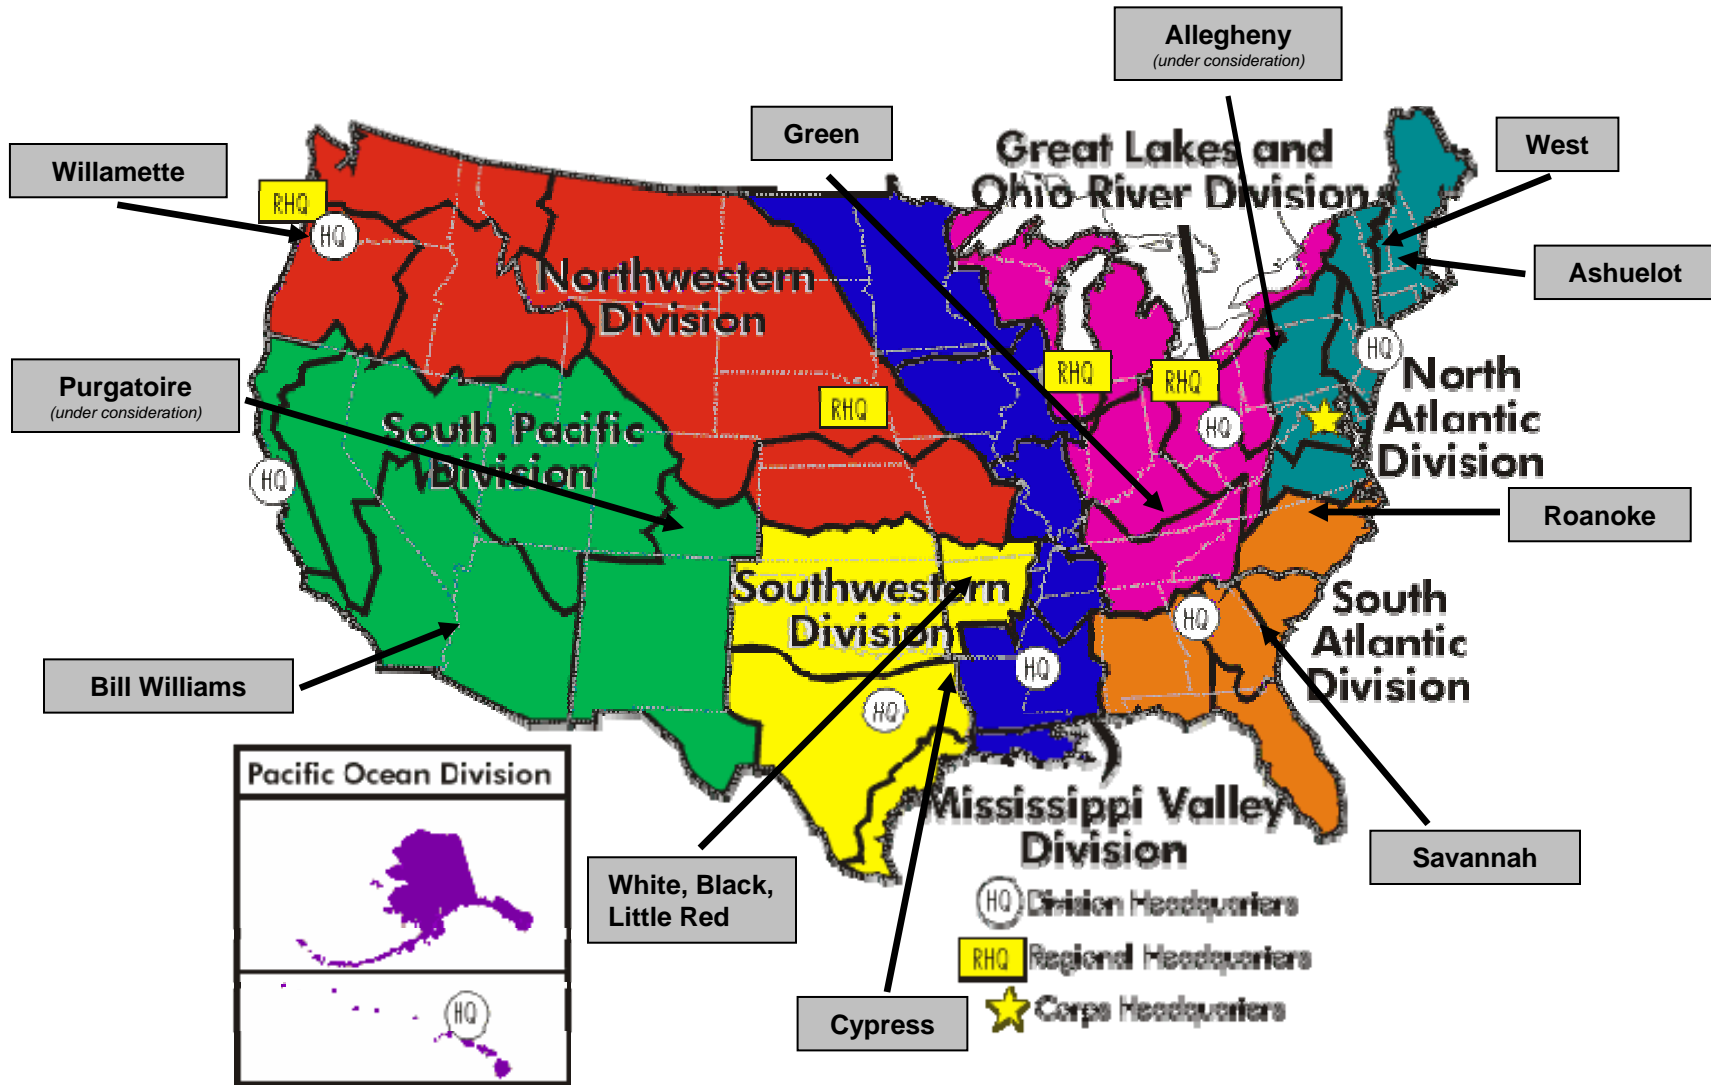 Allegheny
(under consideration)
Green
Great Lakes and
Ohio River Division
West
Willamette
RHQ
HQ
Ashuelot
Northwestern
Division
HQ
Purgatoire
(under consideration)
RHQ
RHQ
RHQ
North
Atlantic
Division
HQ
South Pacific
Division
HQ
Roanoke
Southwestern
Division
HQ
South
Atlantic
Division
Bill Williams
HQ
HQ
Pacific Ocean Division
Mississippi Valley
Division
Savannah
White, Black,
Little Red
HQ Division Headquarters
RHQ Regional Headquarters
Corps Headquarters
HQ
Cypress